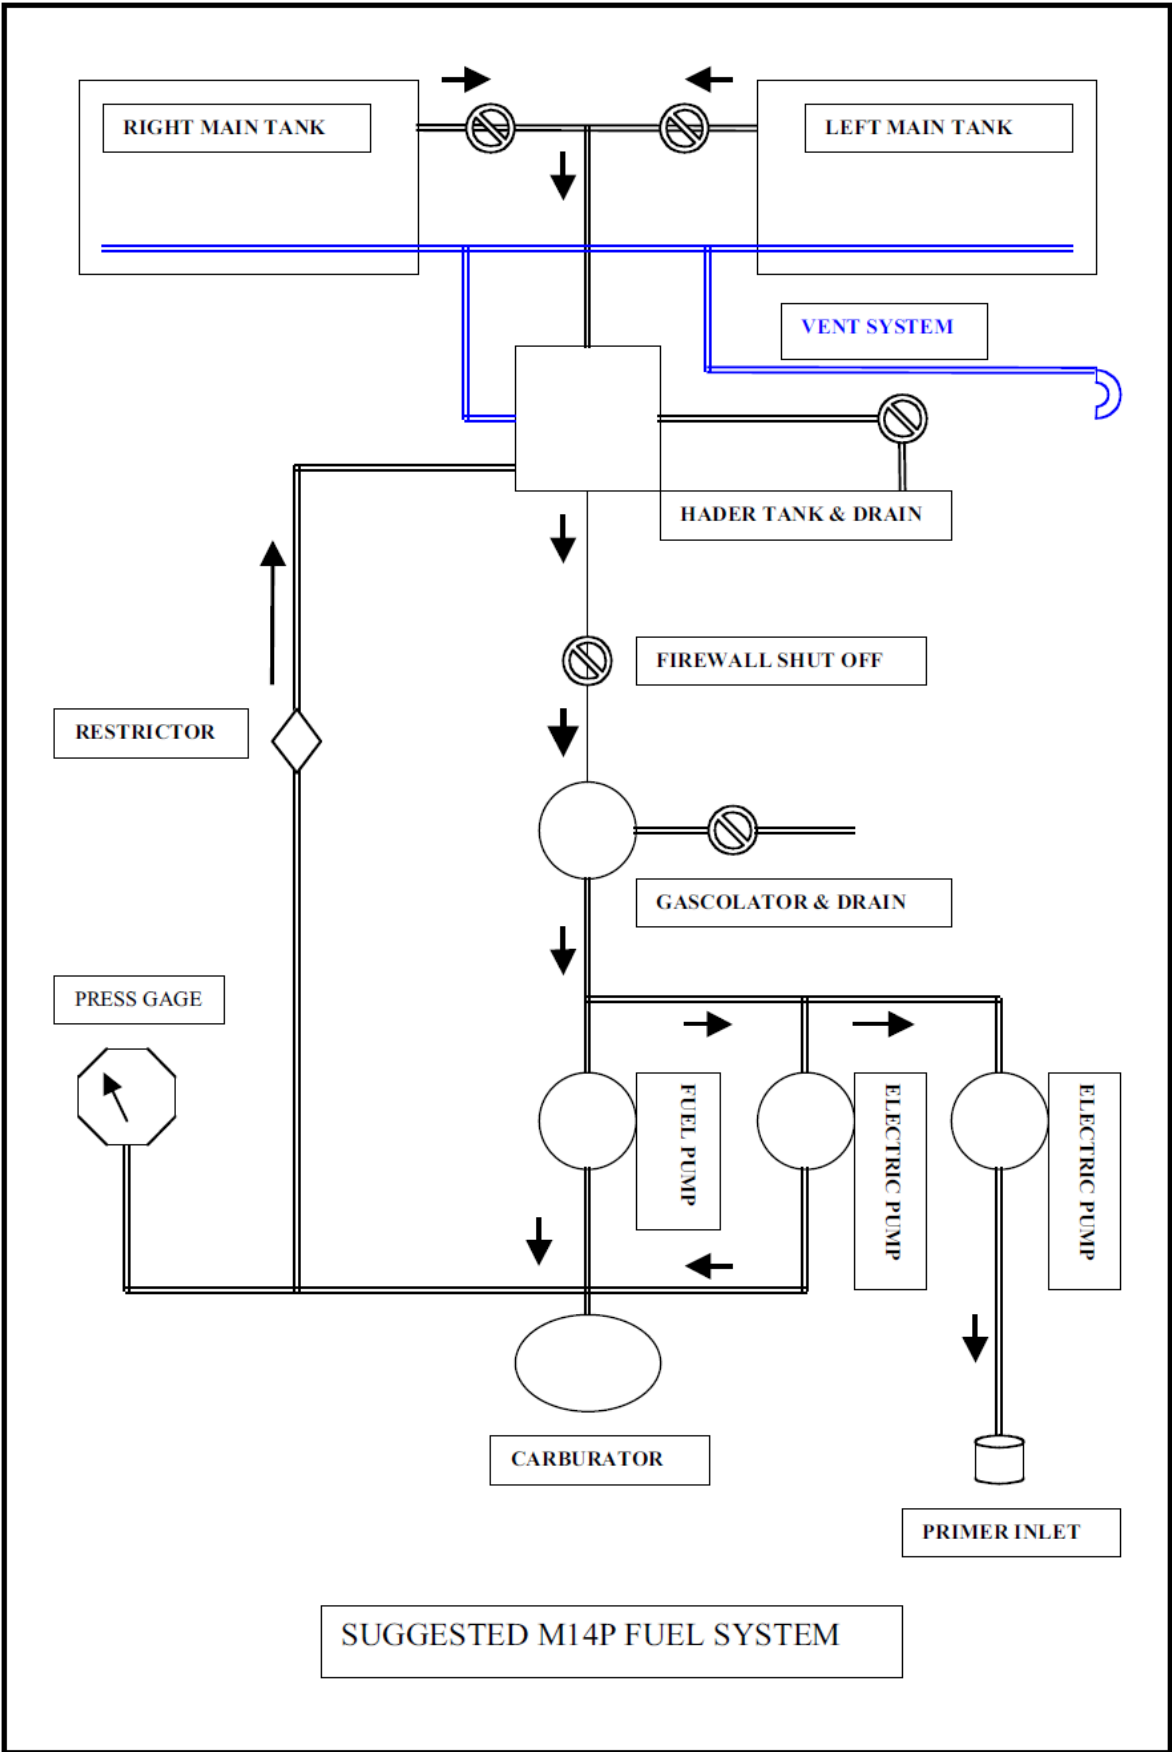 RIGHT MAIN TANK
LEFT MAIN TANK
VENT SYSTEM
HADER TANK & DRAIN
FIREWALL SHUT OFF
RESTRICTOR
GASCOLATOR & DRAIN
PRESS GAGE
FUEL PUMP
ELECTRIC PUMP
ELECTRIC PUMP
CARBURATOR
PRIMER INLET
SUGGESTED M14P FUEL SYSTEM